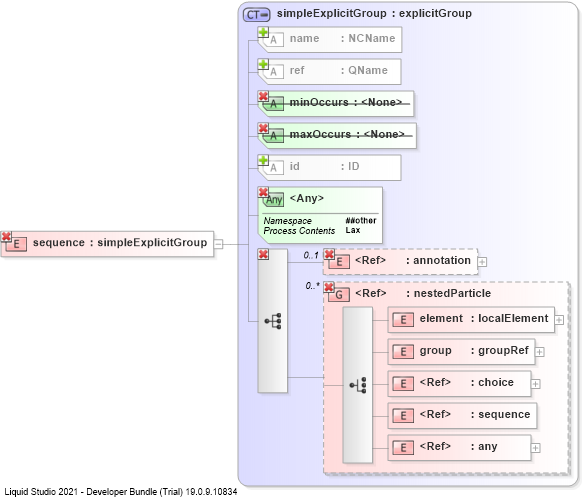 CT simpleExplicitGroup : explicitGroup
A name : NCName
A ref : QName
A minOccurs : <None>
A maxOccurs : <None>
A id : ID
Any <Any>
Namespace ##other
Process Contents Lax
E sequence : simpleExplicitGroup
0..1 E <Ref> : annotation
0..* G <Ref> : nestedParticle
E element : localElement
E group : groupRef
E <Ref> : choice
E <Ref> : sequence
E <Ref> : any
Liquid Studio 2021 - Developer Bundle (Trial) 19.0.9.10834